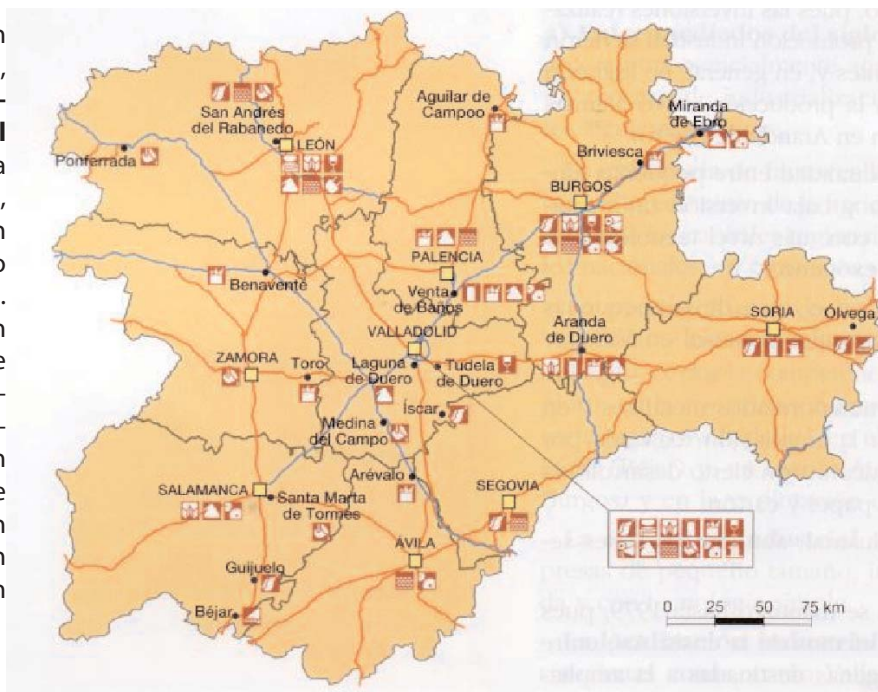 San Andrés
del Rabanedo
LEÓN
Ponferrada
Aguilar de
Campoo
Miranda
de Ebro
Briviesca
BURGOS
PALENCIA
Venta
de Baños
Benavente
VALLADOLID
Laguna
de Duero
Tudela
de Duero
Aranda
de Duero
SORIA
Ólvega
ZAMORA
Toro
Íscar
Medina
del Campo
Arévalo
SEGOVIA
SALAMANCA
Santa Marta
de Tormes
ÁVILA
Guijuelo
Béjar
0 25 50 75 km